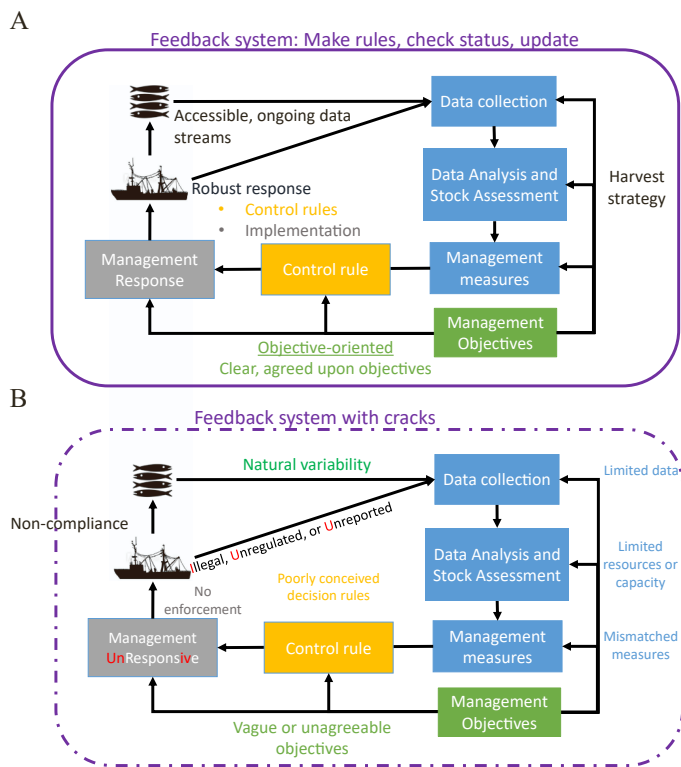 A
Feedback system: Make rules, check status, update
Data collection
Accessible, ongoing data
streams
Data Analysis and
Stock Assessment
Harvest
strategy
Robust response
• Control rules
• Implementation
Management
Response
Control rule
Management
measures
Management
Objectives
Objective-oriented
Clear, agreed upon objectives
B
Feedback system with cracks
Natural variability
Data collection
Limited data
Non-compliance
Illegal, Unregulated, or Unreported
Data Analysis and
Stock Assessment
Limited
resources or
capacity
No
enforcement
Poorly conceived
decision rules
Management
UnResponsive
Control rule
Management
measures
Mismatched
measures
Management
Objectives
Vague or unagreeable
objectives